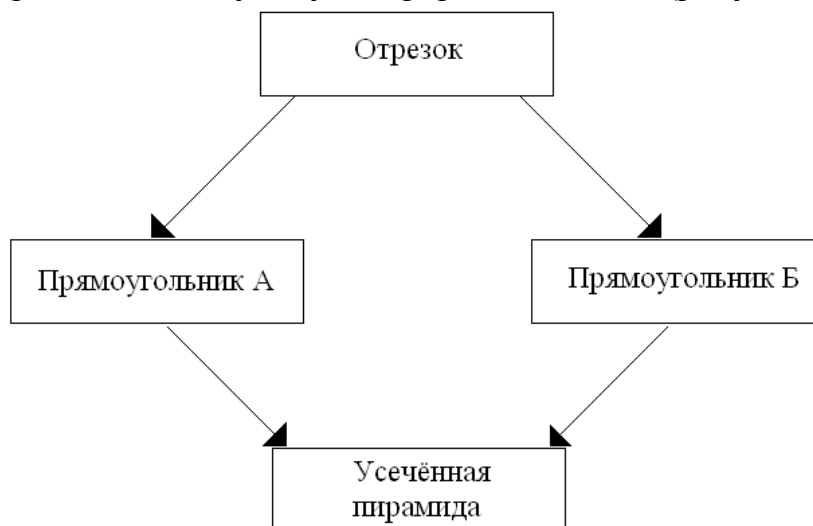 Отрезок
Прямоугольник А
Прямоугольник Б
Усечённая
пирамида